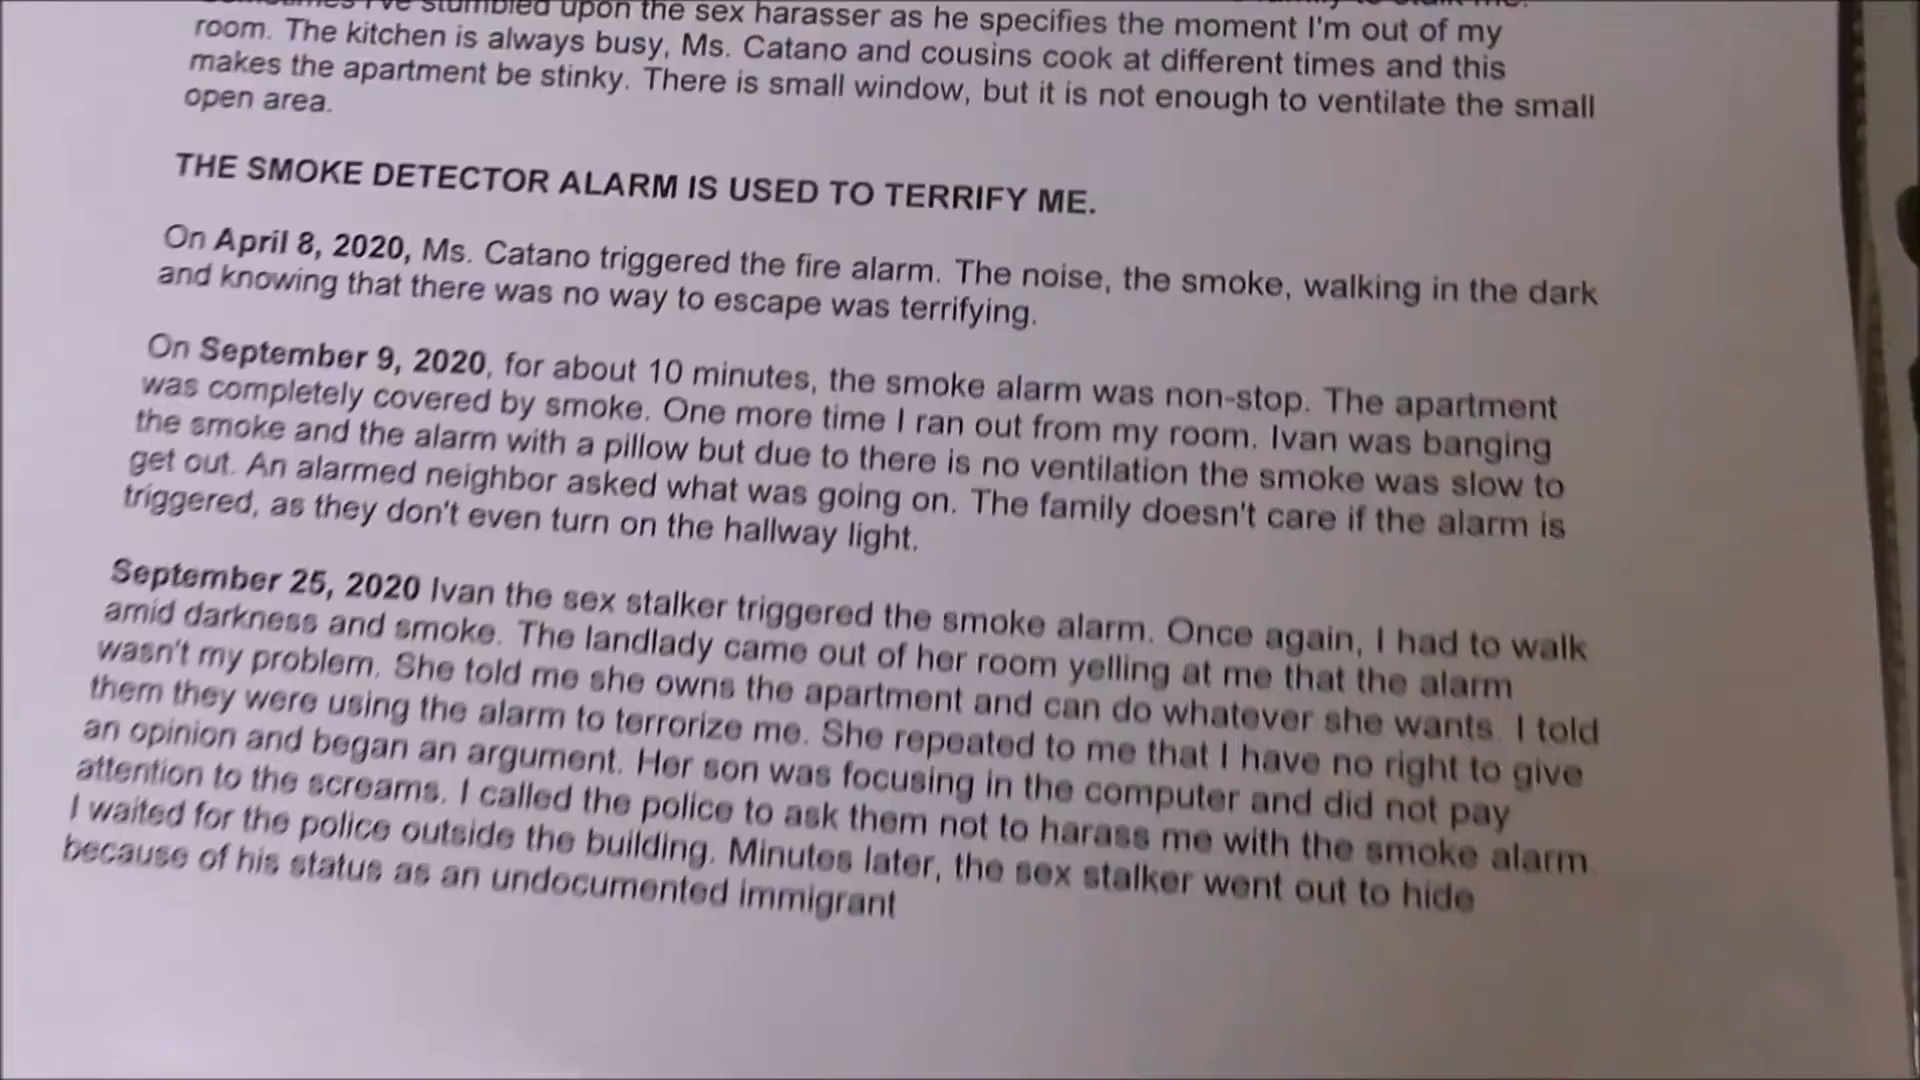 I've stumbled upon the sex harasser as he specifies the moment I'm out of my
room. The kitchen is always busy, Ms. Catano and cousins cook at different times and this
makes the apartment be stinky. There is small window, but it is not enough to ventilate the small
open area.
THE SMOKE DETECTOR ALARM IS USED TO TERRIFY ME.
On April 8, 2020, Ms. Catano triggered the fire alarm. The noise, the smoke, walking in the dark
and knowing that there was no way to escape was terrifying.
On September 9, 2020, for about 10 minutes, the smoke alarm was non-stop. The apartment
was completely covered by smoke. One more time I ran out from my room. Ivan was banging
the smoke and the alarm with a pillow but due to there is no ventilation the smoke was slow to
get out. An alarmed neighbor asked what was going on. The family doesn't care if the alarm is
triggered, as they don't even turn on the hallway light.
September 25, 2020 Ivan the sex stalker triggered the smoke alarm. Once again, I had to walk
amid darkness and smoke. The landlady came out of her room yelling at me that the alarm
wasn't my problem. She told me she owns the apartment and can do whatever she wants. I told
them they were using the alarm to terrorize me. She repeated to me that I have no right to give
an opinion and began an argument. Her son was focusing in the computer and did not pay
attention to the screams. I called the police to ask them not to harass me with the smoke alarm.
I waited for the police outside the building. Minutes later, the sex stalker went out to hide
because of his status as an undocumented immigrant